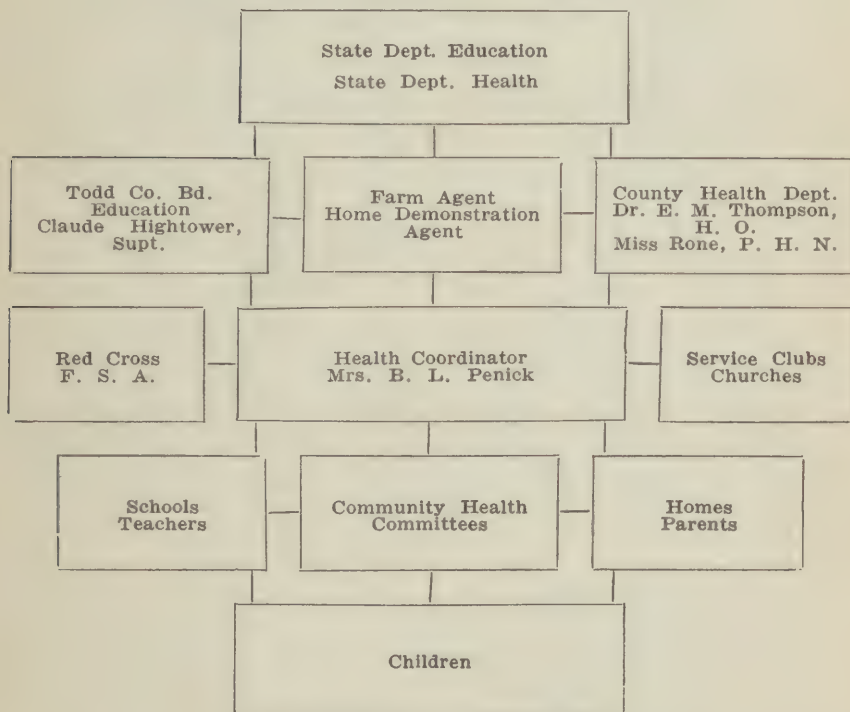 State Dept. Education
State Dept. Health
Todd Co. Bd.
Education
Claude Hightower,
Supt.
Farm Agent
Home Demonstration
Agent
County Health Dept.
Dr. E. M. Thompson,
H. O.
Miss Rone, P. H. N.
Red Cross
F. S. A.
Health Coordinator
Mrs. B. L. Penick
Service Clubs
Churches
Schools
Teachers
Community Health
Committees
Homes
Parents
Children